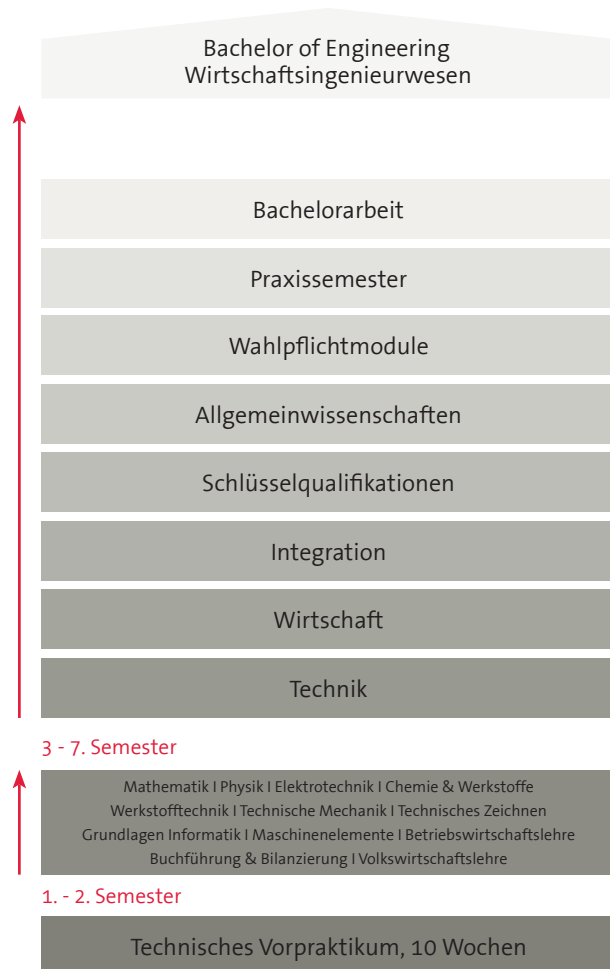 Bachelor of Engineering
Wirtschaftsingenieurwesen
Bachelorarbeit
Praxissemester
Wahlpflichtmodule
Allgemeinwissenschaften
Schlüsselqualifikationen
Integration
Wirtschaft
Technik
3 - 7. Semester
Mathematik I Physik I Elektrotechnik I Chemie & Werkstoffe
Werkstofftechnik I Technische Mechanik I Technisches Zeichnen
Grundlagen Informatik I Maschinenelemente I Betriebswirtschaftslehre
Buchführung & Bilanzierung I Volkswirtschaftslehre
1. - 2. Semester
Technisches Vorpraktikum, 10 Wochen